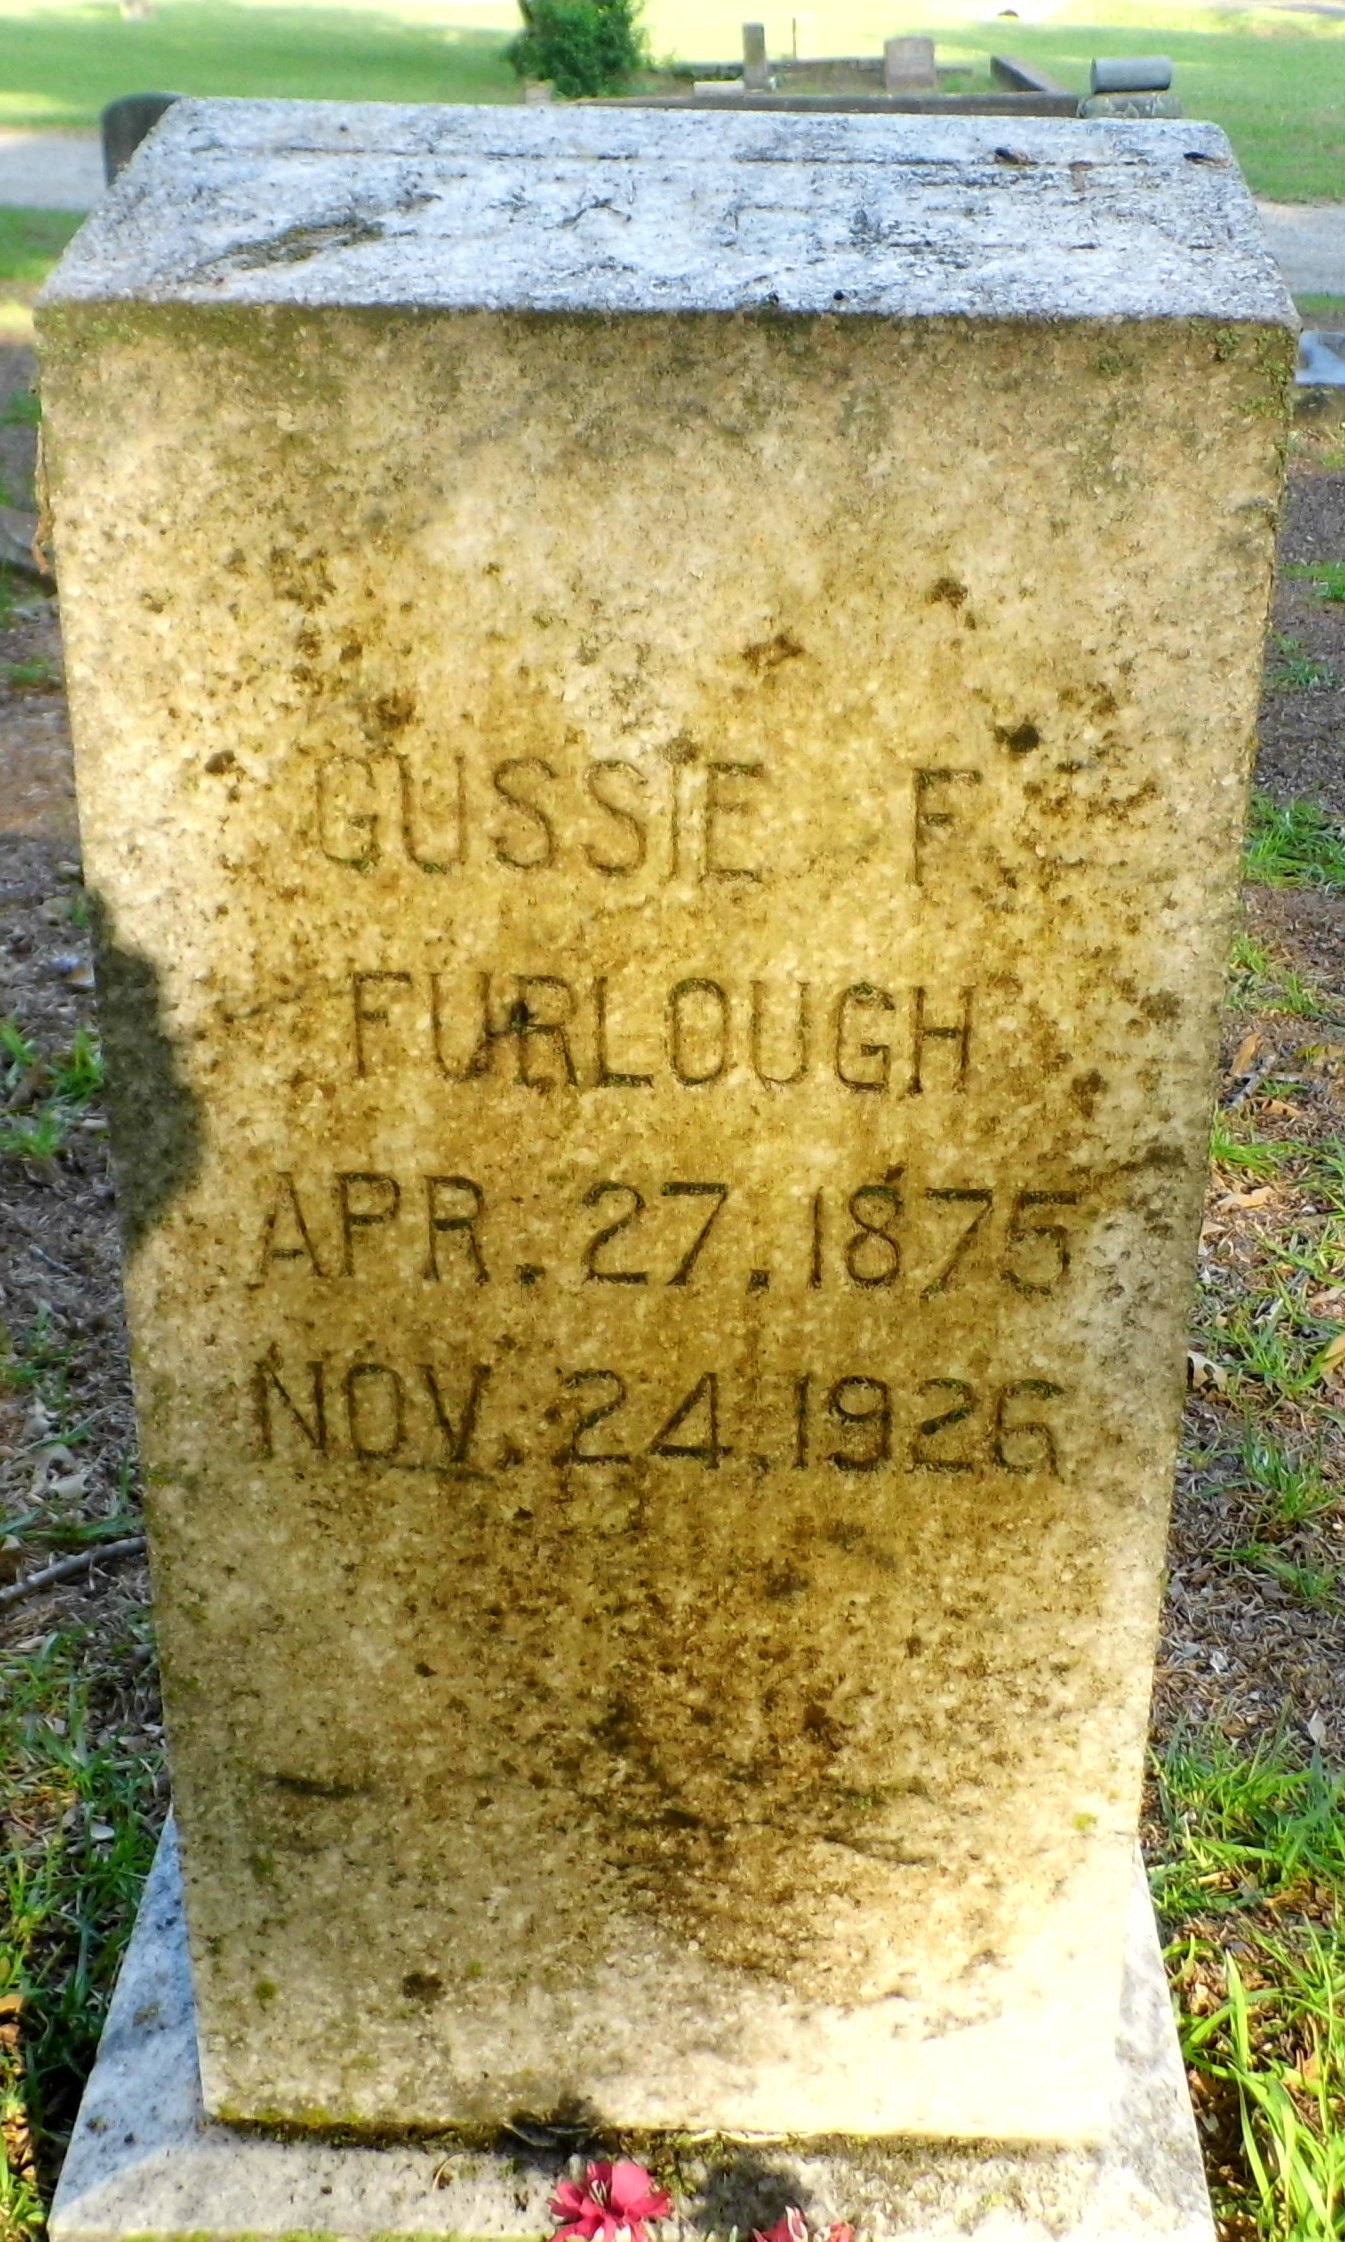 GUSSIE F
FURLOUGH
APR. 27, 1875
NOV. 24, 1926